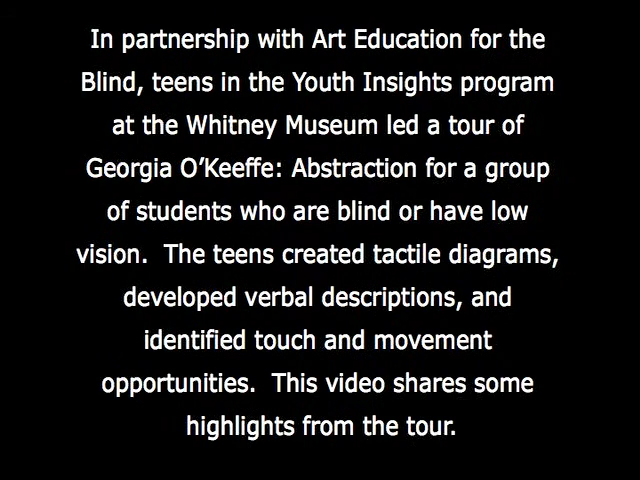 In partnership with Art Education for the
Blind, teens in the Youth Insights program
at the Whitney Museum led a tour of
Georgia O’Keeffe: Abstraction for a group
of students who are blind or have low
vision.  The teens created tactile diagrams,
developed verbal descriptions, and
identified touch and movement
opportunities.  This video shares some
highlights from the tour.